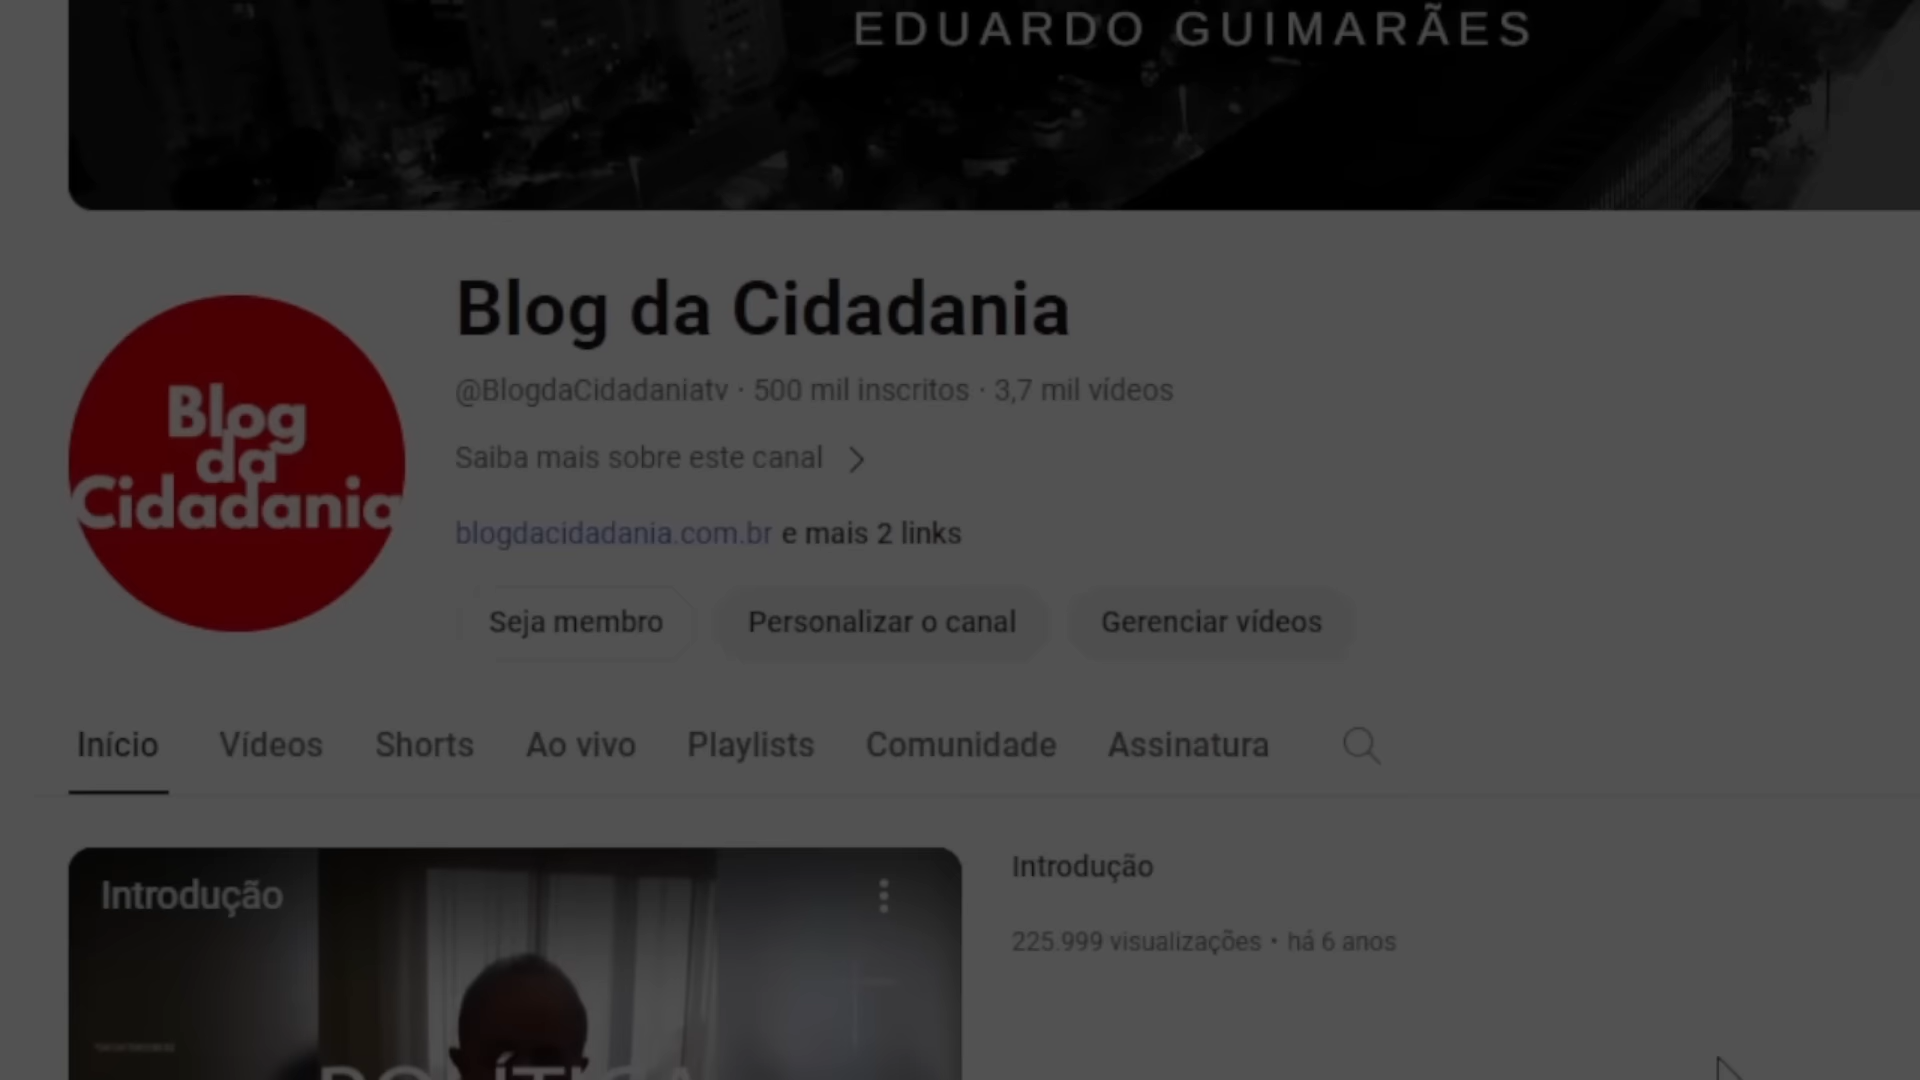 EDUARDO GUIMARÃES
Blog
da
Cidadania
Blog da Cidadania
@BlogdaCidadaniatv · 500 mil inscritos · 3,7 mil vídeos
Saiba mais sobre este canal
blogdacidadania.com.br e mais 2 links
Seja membro
Personalizar o canal
Gerenciar vídeos
Início
Vídeos
Shorts
Ao vivo
Playlists
Comunidade
Assinatura
Introdução
POLÍTICA
Introdução
225.999 visualizações • há 6 anos